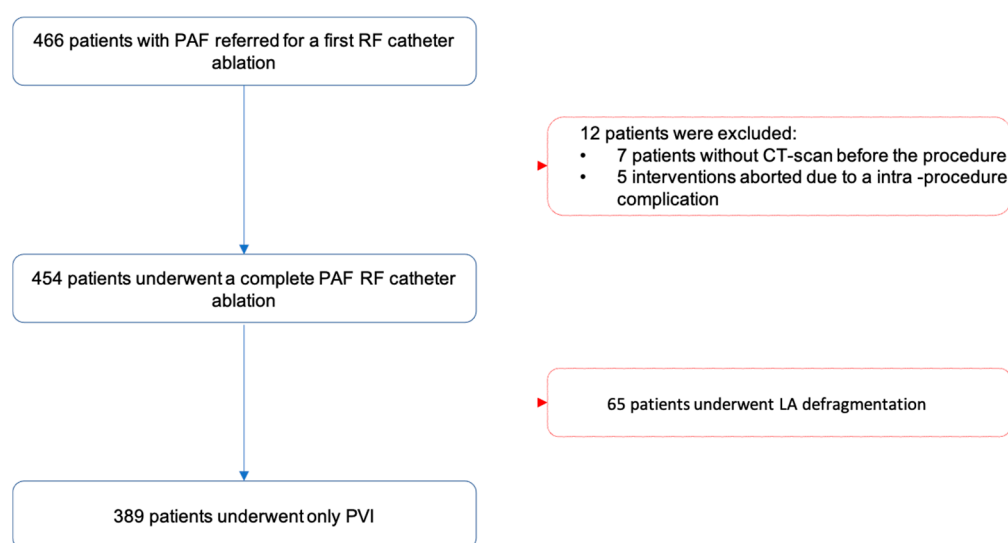 466 patients with PAF referred for a first RF catheter
ablation
12 patients were excluded:
• 7 patients without CT-scan before the procedure
• 5 interventions aborted due to a intra -procedure
complication
454 patients underwent a complete PAF RF catheter
ablation
65 patients underwent LA defragmentation
389 patients underwent only PVI